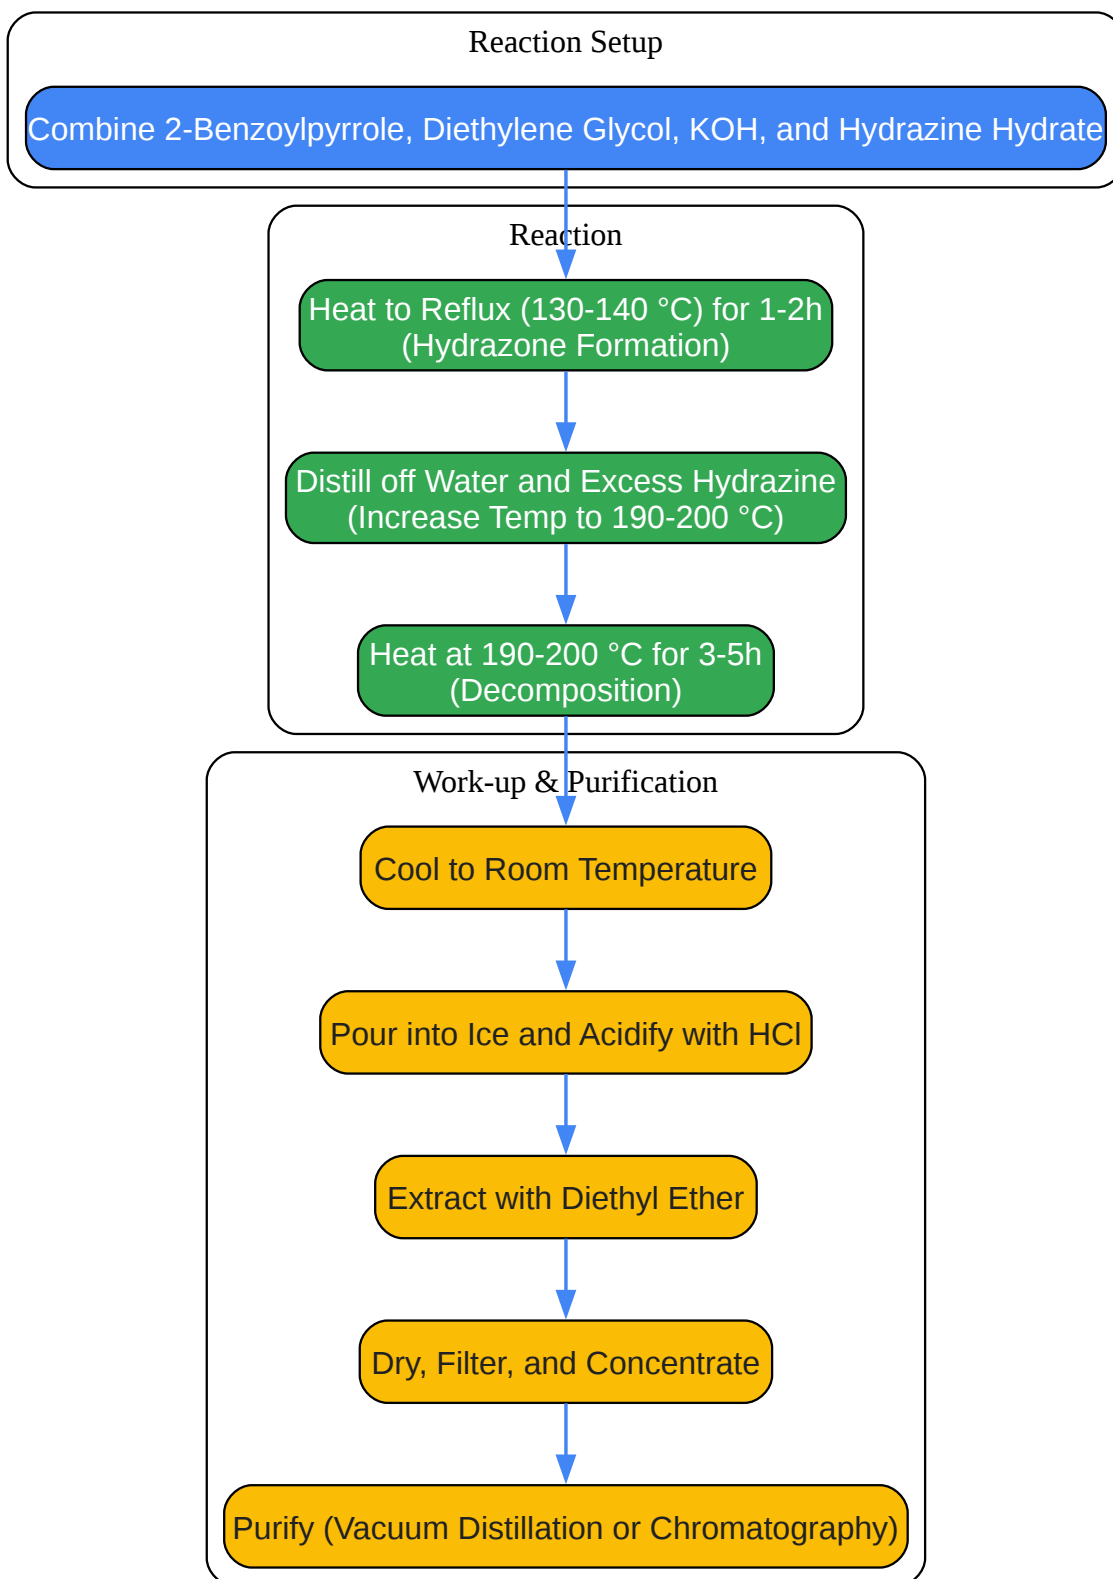 Reaction Setup
Combine 2-Benzoylpyrrole, Diethylene Glycol, KOH, and Hydrazine Hydrate
Reaction
Heat to Reflux (130-140 °C) for 1-2h
(Hydrazone Formation)
Distill off Water and Excess Hydrazine
(Increase Temp to 190-200 °C)
Heat at 190-200 °C for 3-5h
(Decomposition)
Work-up & Purification
Cool to Room Temperature
Pour into Ice and Acidify with HCl
Extract with Diethyl Ether
Dry, Filter, and Concentrate
Purify (Vacuum Distillation or Chromatography)